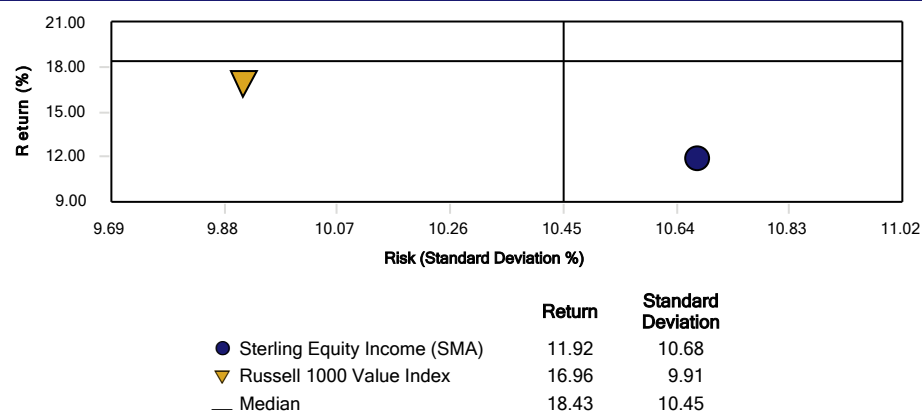 21.00
18.00
15.00
12.00
9.00
Return (%)
9.69 9.88 10.07 10.26 10.45 10.64 10.83 11.02
Risk (Standard Deviation %)
Return Standard Deviation
Sterling Equity Income (SMA) 11.92 10.68
Russell 1000 Value Index 16.96 9.91
Median 18.43 10.45